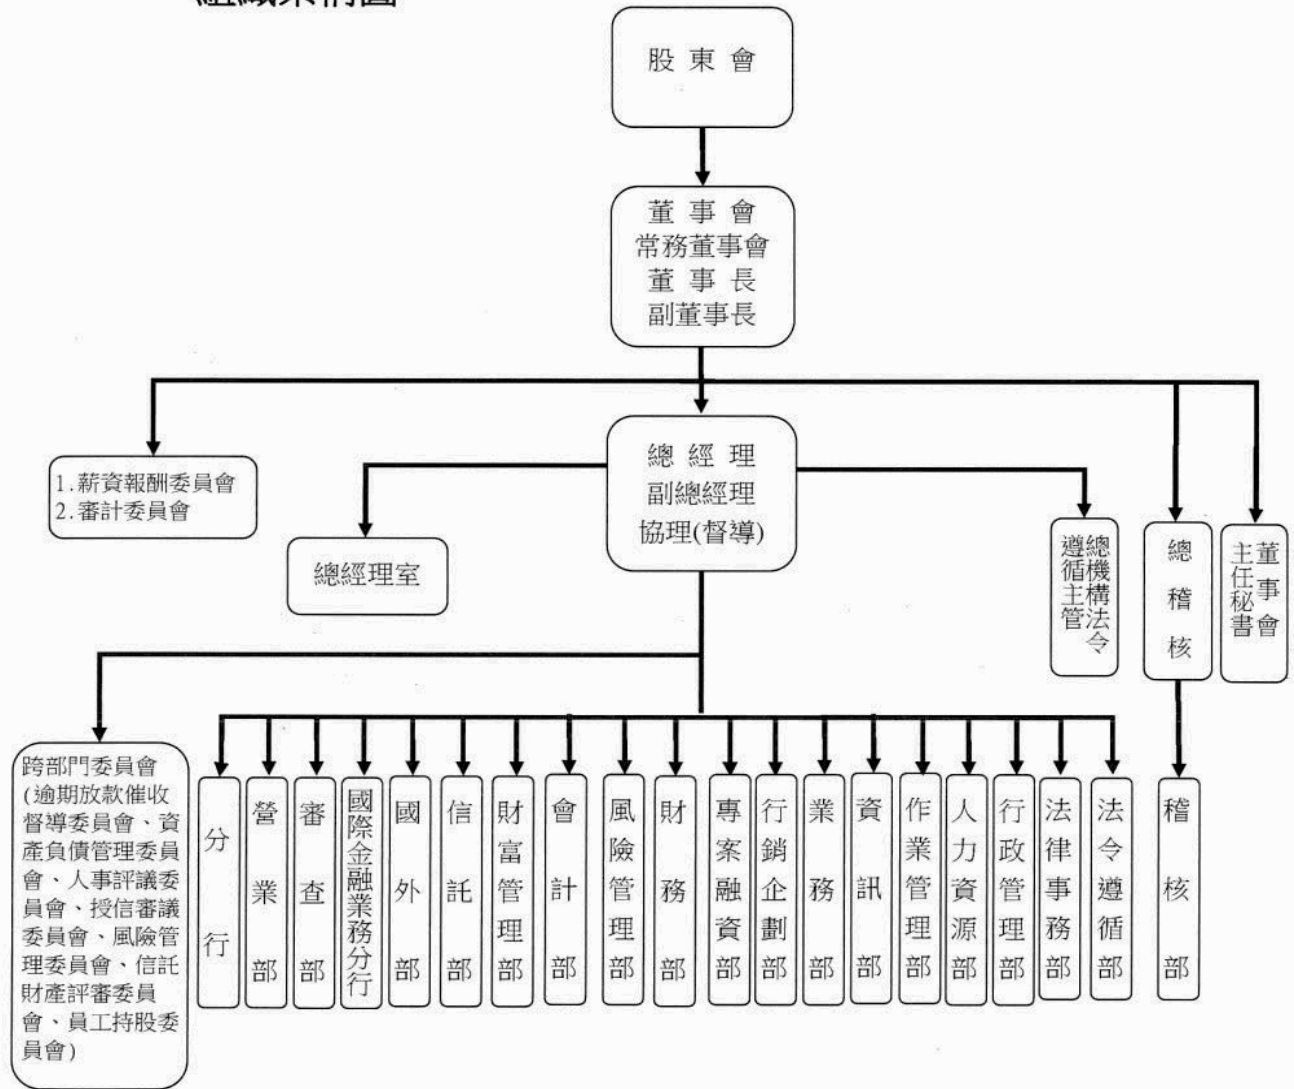 組織架構圖
股東會
董事會
常務董事會
董事長
副董事長
1.薪資報酬委員會
2.審計委員會
總經理
副總經理
協理(督導)
總經理室
總機構法令
遵循主管
總稽核
董事會
主任秘書
跨部門委員會
(逾期放款催收
督導委員會、資
產負債管理委員
會、人事評議委
員會、授信審議
委員會、風險管
理委員會、信託
財產評審委員
會、員工持股委
員會)
分行
營業部
審查部
國際金融業務分行
國外部
信託部
財富管理部
會計部
風險管理部
財務部
專案融資部
行銷企劃部
業務部
資訊部
作業管理部
人力資源部
行政管理部
法律事務部
法令遵循部
稽核部